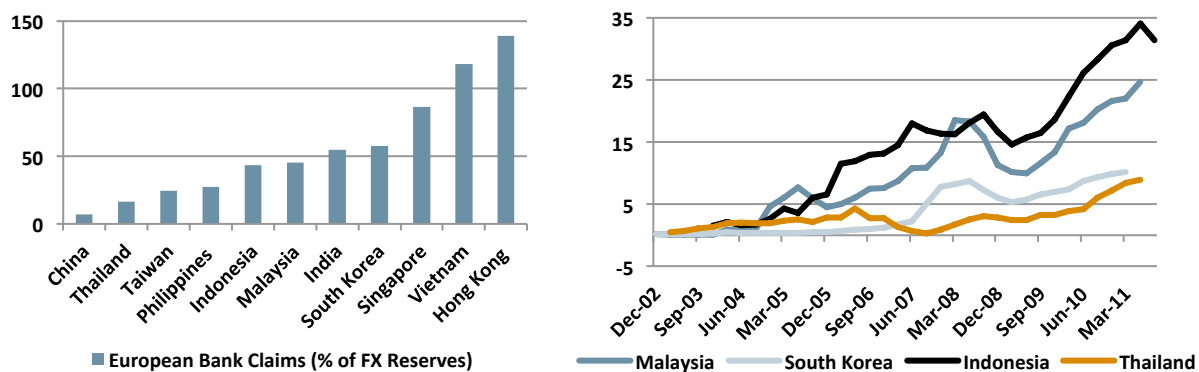 150
100
50
0
China
Thailand
Taiwan
Philippines
Indonesia
Malaysia
India
South Korea
Singapore
Vietnam
Hong Kong
European Bank Claims (% of FX Reserves)
35
25
15
5
-5
Dec-02
Sep-03
Jun-04
Mar-05
Dec-05
Sep-06
Jun-07
Mar-08
Dec-08
Sep-09
Jun-10
Mar-11
Malaysia South Korea Indonesia Thailand